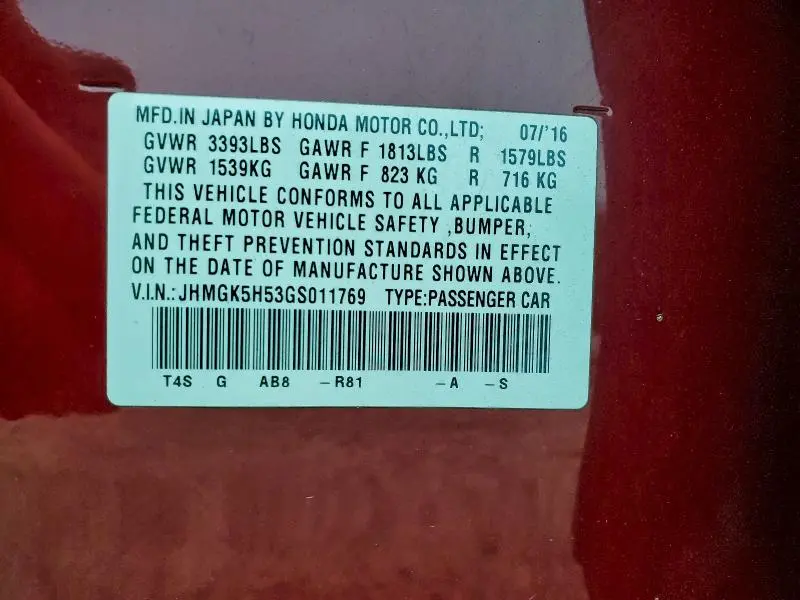 MFD.IN JAPAN BY HONDA MOTOR CO.,LTD; 07/'16
GVWR 3393LBS GAWR F 1813LBS R 1579LBS
GVWR 1539KG GAWR F 823 KG R 716 KG
THIS VEHICLE CONFORMS TO ALL APPLICABLE
FEDERAL MOTOR VEHICLE SAFETY ,BUMPER,
AND THEFT PREVENTION STANDARDS IN EFFECT
ON THE DATE OF MANUFACTURE SHOWN ABOVE.
V.I.N.:JHMGK5H53GS011769 TYPE:PASSENGER CAR
T4S G AB8 –R81 –A –S